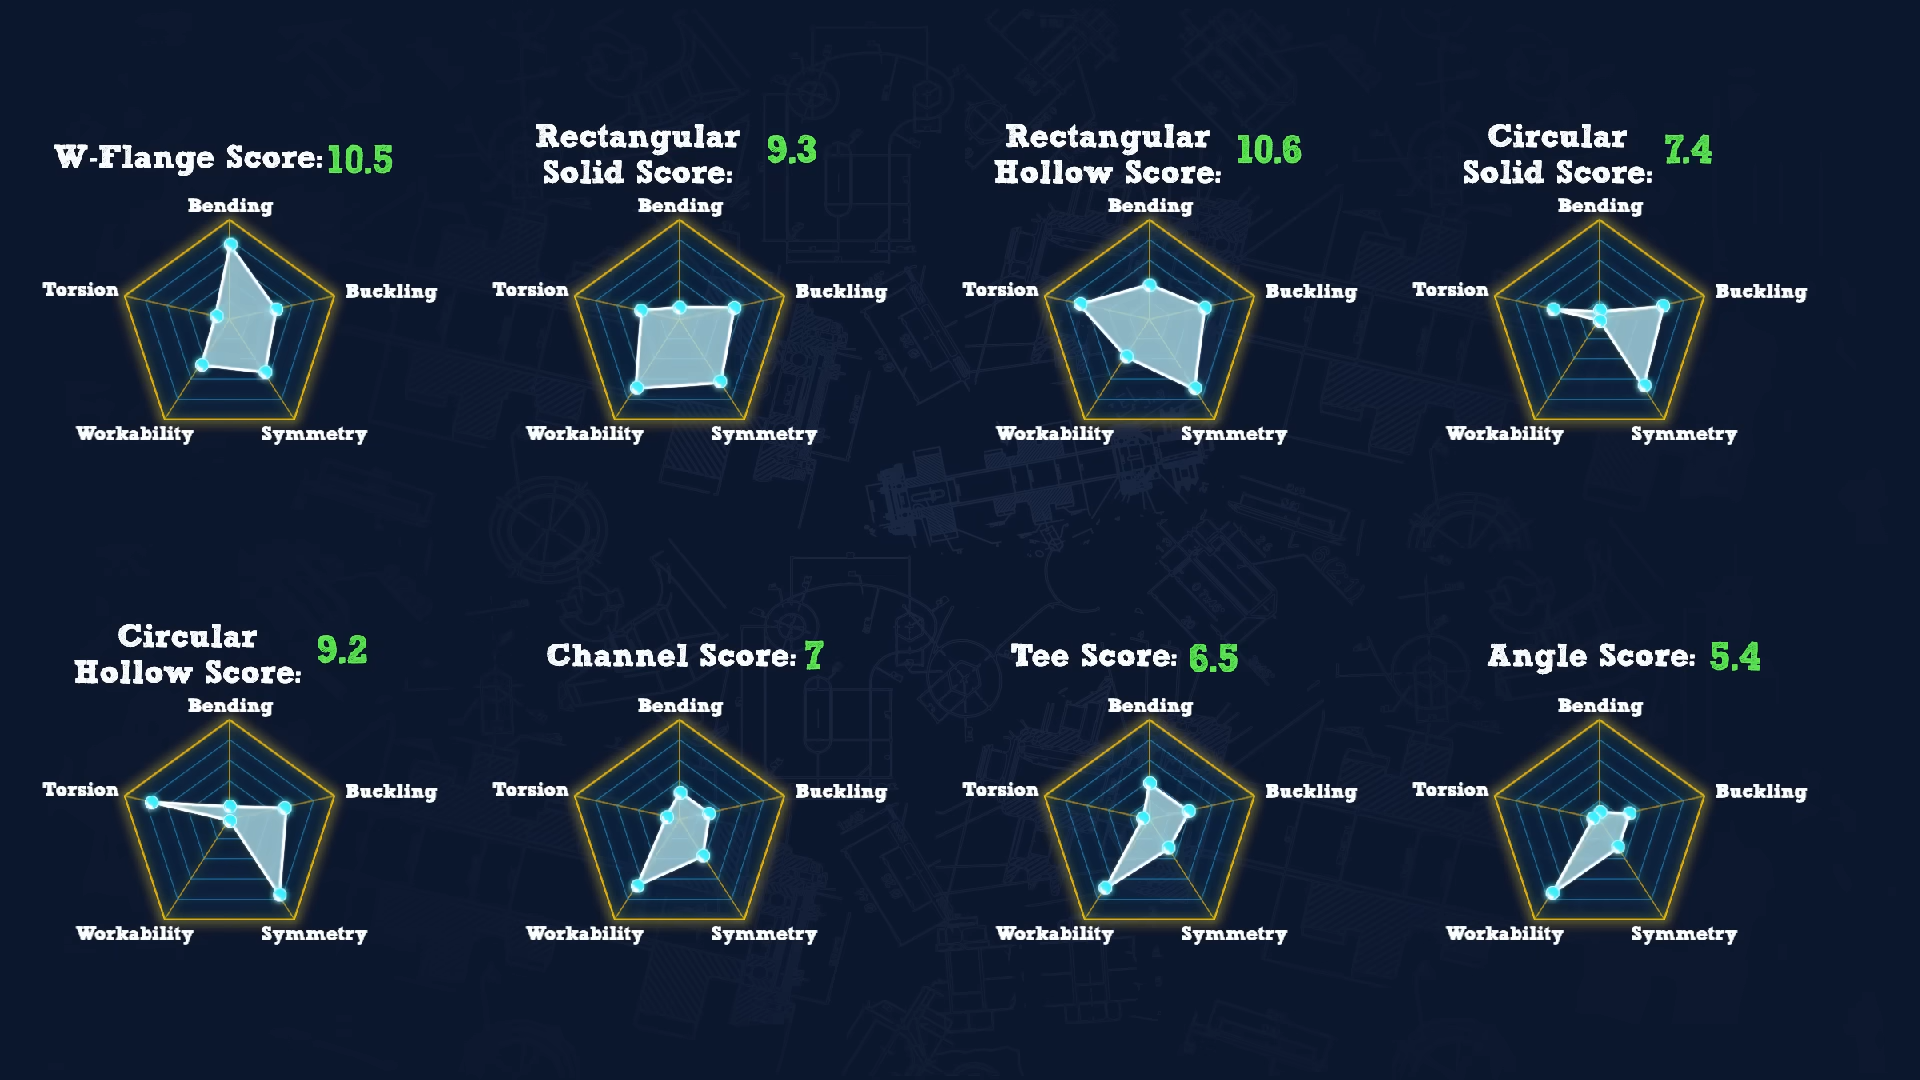 W-Flange Score: 10.5
Bending
Torsion
Buckling
Workability
Symmetry
Rectangular
Solid Score:
9.3
Bending
Torsion
Buckling
Workability
Symmetry
Rectangular
Hollow Score:
10.6
Bending
Torsion
Buckling
Workability
Symmetry
Circular
Solid Score:
7.4
Bending
Torsion
Buckling
Workability
Symmetry
Circular
Hollow Score:
9.2
Bending
Torsion
Buckling
Workability
Symmetry
Channel Score: 7
Bending
Torsion
Buckling
Workability
Symmetry
Tee Score: 6.5
Bending
Torsion
Buckling
Workability
Symmetry
Angle Score: 5.4
Bending
Torsion
Buckling
Workability
Symmetry